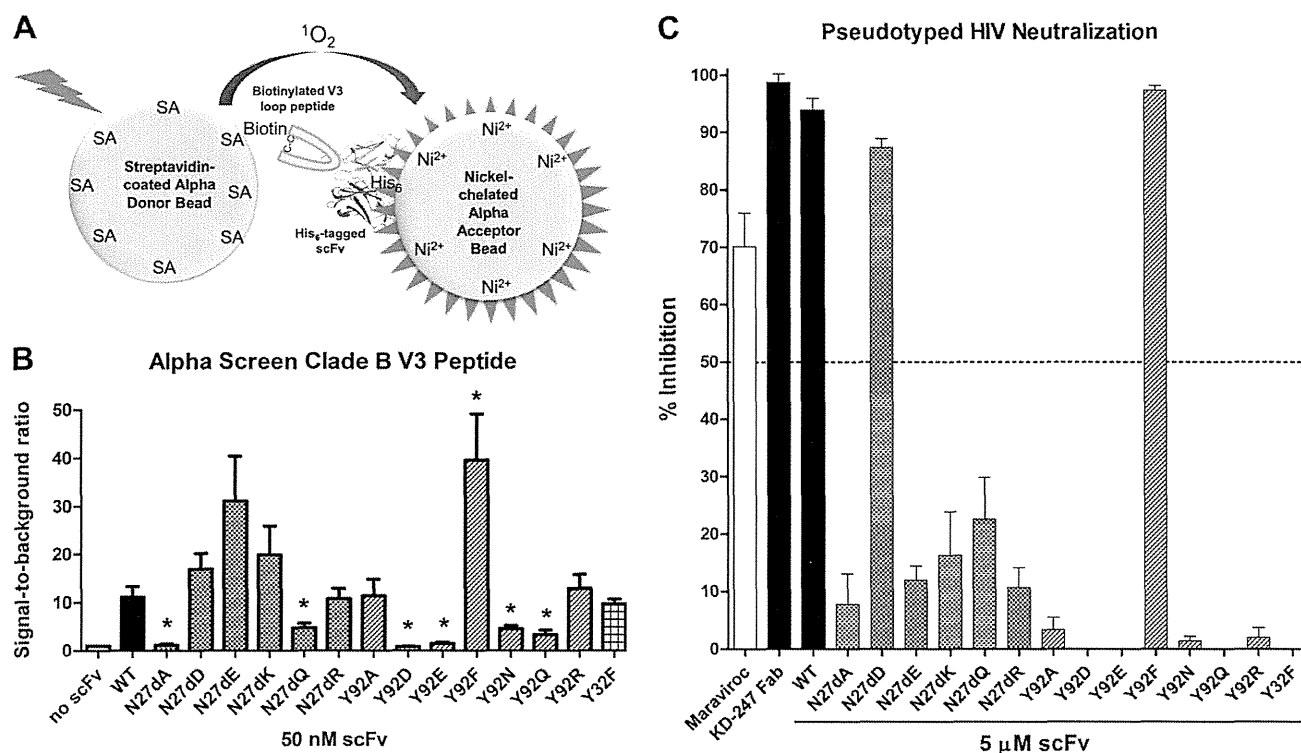 A
¹O₂
Biotinylated V3
loop peptide
Biotin
C-C
SA
SA
SA
SA
SA
SA
SA
SA
Streptavidin-
coated Alpha
Donor Bead
His₆
His₆-tagged
scFv
Ni²⁺
Ni²⁺
Ni²⁺
Ni²⁺
Ni²⁺
Ni²⁺
Nickel-
chelated
Alpha
Acceptor
Bead
B
Alpha Screen Clade B V3 Peptide
Signal-to-background ratio
50
40
30
20
10
0
*
*
*
*
*
*
*
no scFv
WT
N27dA
N27dD
N27dE
N27dK
N27dQ
N27dR
Y92A
Y92D
Y92E
Y92F
Y92N
Y92Q
Y92R
Y32F
50 nM scFv
C
Pseudotyped HIV Neutralization
% Inhibition
100
90
80
70
60
50
40
30
20
10
0
Maraviroc
KD-247 Fab
WT
N27dA
N27dD
N27dE
N27dK
N27dQ
N27dR
Y92A
Y92D
Y92E
Y92F
Y92N
Y92Q
Y92R
Y32F
5 µM scFv